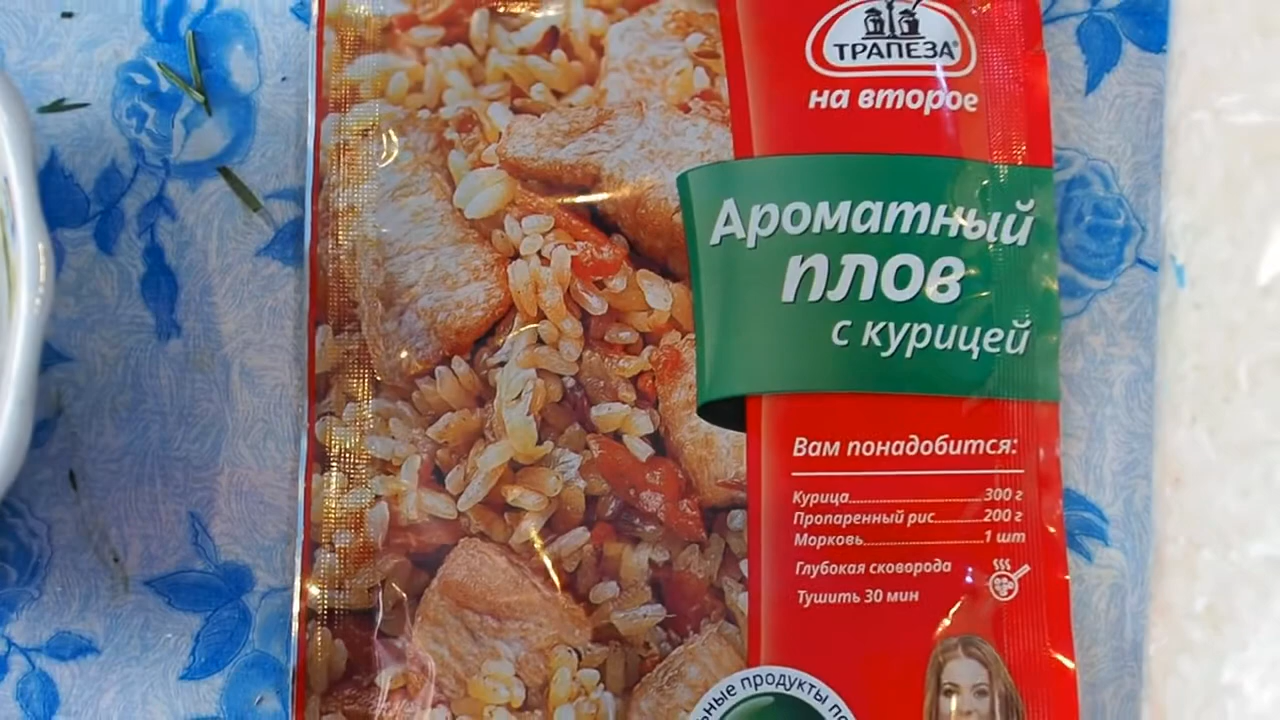 ТРАПЕЗА®
на второе
Ароматный
плов
с курицей
Вам понадобится:
Курица 300 г
Пропаренный рис 200 г
Морковь 1 шт
Глубокая сковорода
Тушить 30 мин
продукты